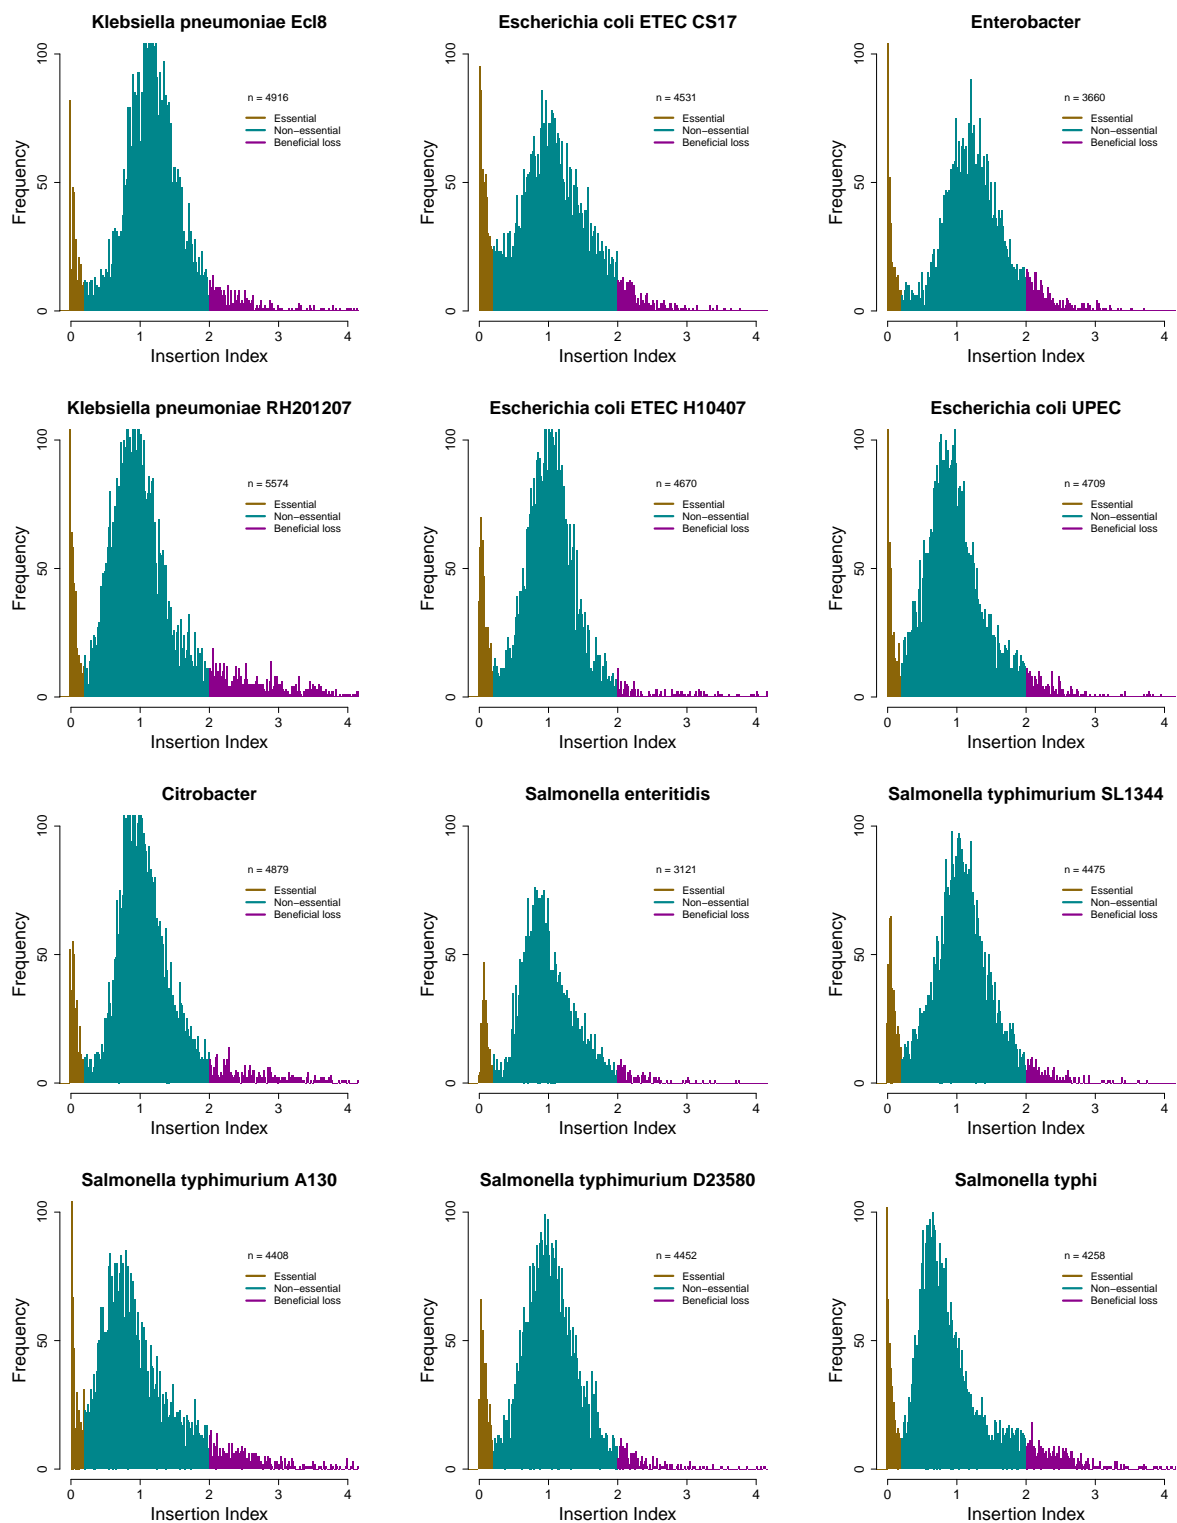 Klebsiella pneumoniae Ecl8
Frequency
100
50
0
n = 4916
Essential
Non−essential
Beneficial loss
0 1 2 3 4
Insertion Index
Escherichia coli ETEC CS17
Frequency
100
50
0
n = 4531
Essential
Non−essential
Beneficial loss
0 1 2 3 4
Insertion Index
Enterobacter
Frequency
100
50
0
n = 3660
Essential
Non−essential
Beneficial loss
0 1 2 3 4
Insertion Index
Klebsiella pneumoniae RH201207
Frequency
100
50
0
n = 5574
Essential
Non−essential
Beneficial loss
0 1 2 3 4
Insertion Index
Escherichia coli ETEC H10407
Frequency
100
50
0
n = 4670
Essential
Non−essential
Beneficial loss
0 1 2 3 4
Insertion Index
Escherichia coli UPEC
Frequency
100
50
0
n = 4709
Essential
Non−essential
Beneficial loss
0 1 2 3 4
Insertion Index
Citrobacter
Frequency
100
50
0
n = 4879
Essential
Non−essential
Beneficial loss
0 1 2 3 4
Insertion Index
Salmonella enteritidis
Frequency
100
50
0
n = 3121
Essential
Non−essential
Beneficial loss
0 1 2 3 4
Insertion Index
Salmonella typhimurium SL1344
Frequency
100
50
0
n = 4475
Essential
Non−essential
Beneficial loss
0 1 2 3 4
Insertion Index
Salmonella typhimurium A130
Frequency
100
50
0
n = 4408
Essential
Non−essential
Beneficial loss
0 1 2 3 4
Insertion Index
Salmonella typhimurium D23580
Frequency
100
50
0
n = 4452
Essential
Non−essential
Beneficial loss
0 1 2 3 4
Insertion Index
Salmonella typhi
Frequency
100
50
0
n = 4258
Essential
Non−essential
Beneficial loss
0 1 2 3 4
Insertion Index